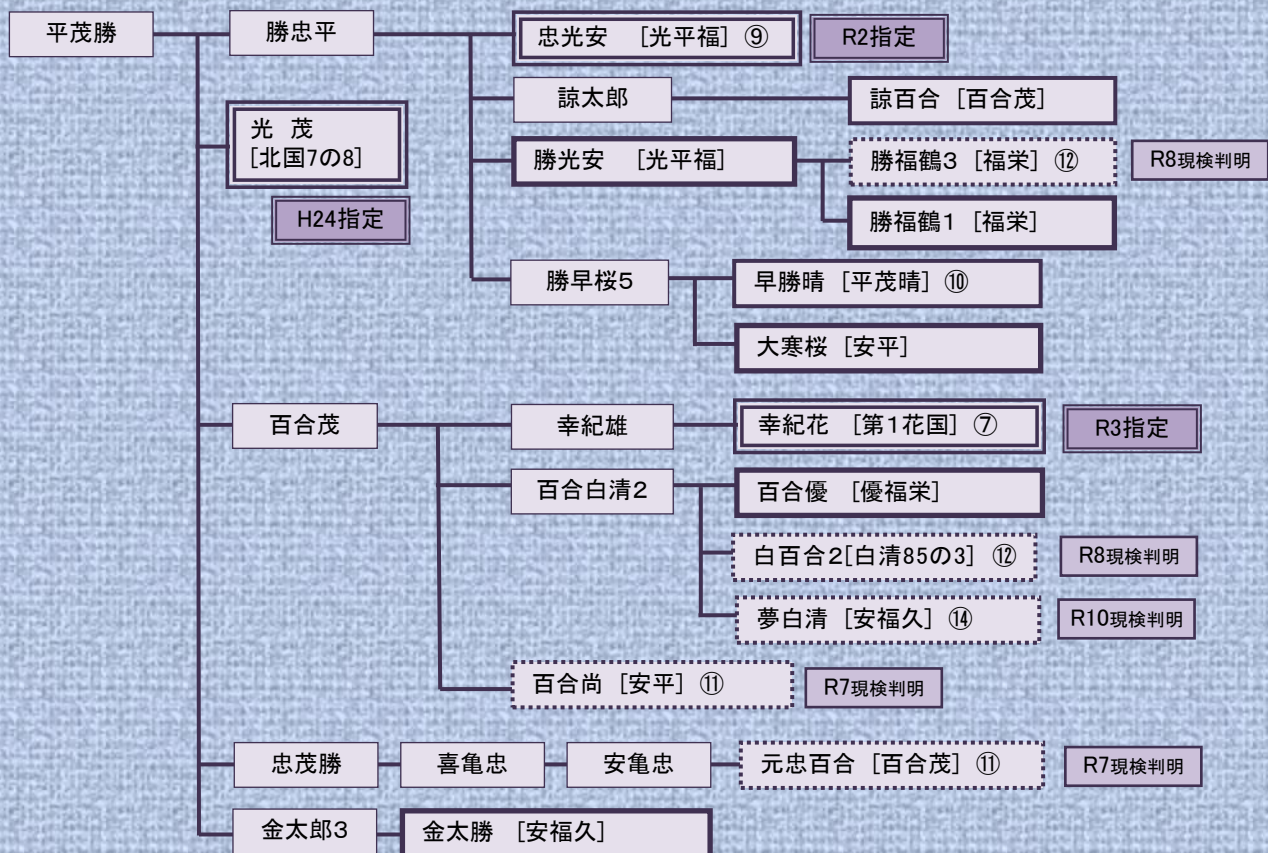 平茂勝
勝忠平
忠光安 [光平福] ⑨
R2指定
諒太郎
諒百合 [百合茂]
光 茂
[北国7の8]
H24指定
勝光安 [光平福]
勝福鶴3 [福栄] ⑫
R8現検判明
勝福鶴1 [福栄]
勝早桜5
早勝晴 [平茂晴] ⑩
大寒桜 [安平]
百合茂
幸紀雄
幸紀花 [第1花国] ⑦
R3指定
百合白清2
百合優 [優福栄]
白百合2[白清85の3] ⑫
R8現検判明
夢白清 [安福久] ⑭
R10現検判明
百合尚 [安平] ⑪
R7現検判明
忠茂勝
喜亀忠
安亀忠
元忠百合 [百合茂] ⑪
R7現検判明
金太郎3
金太勝 [安福久]